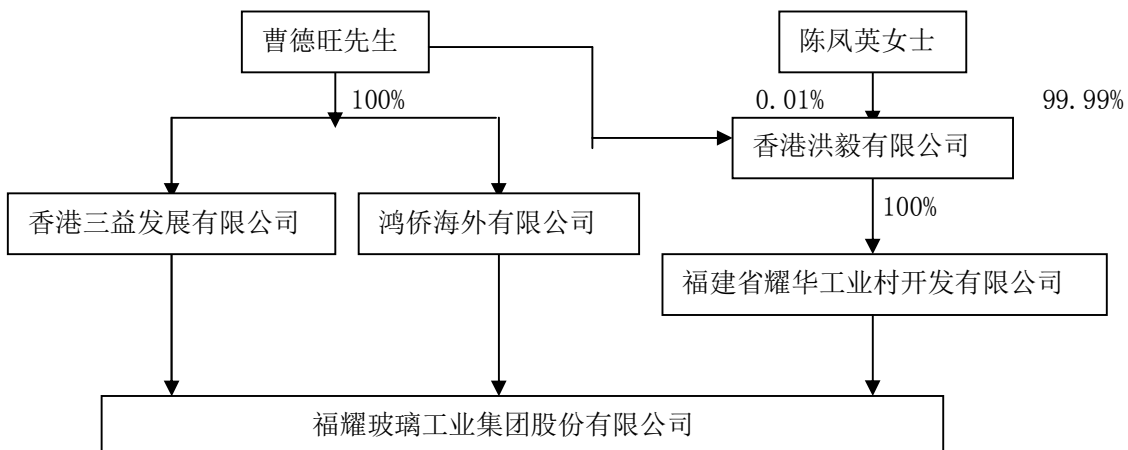 曹德旺先生
陈凤英女士
100%
0.01%
99.99%
香港洪毅有限公司
香港三益发展有限公司
鸿侨海外有限公司
100%
福建省耀华工业村开发有限公司
福耀玻璃工业集团股份有限公司